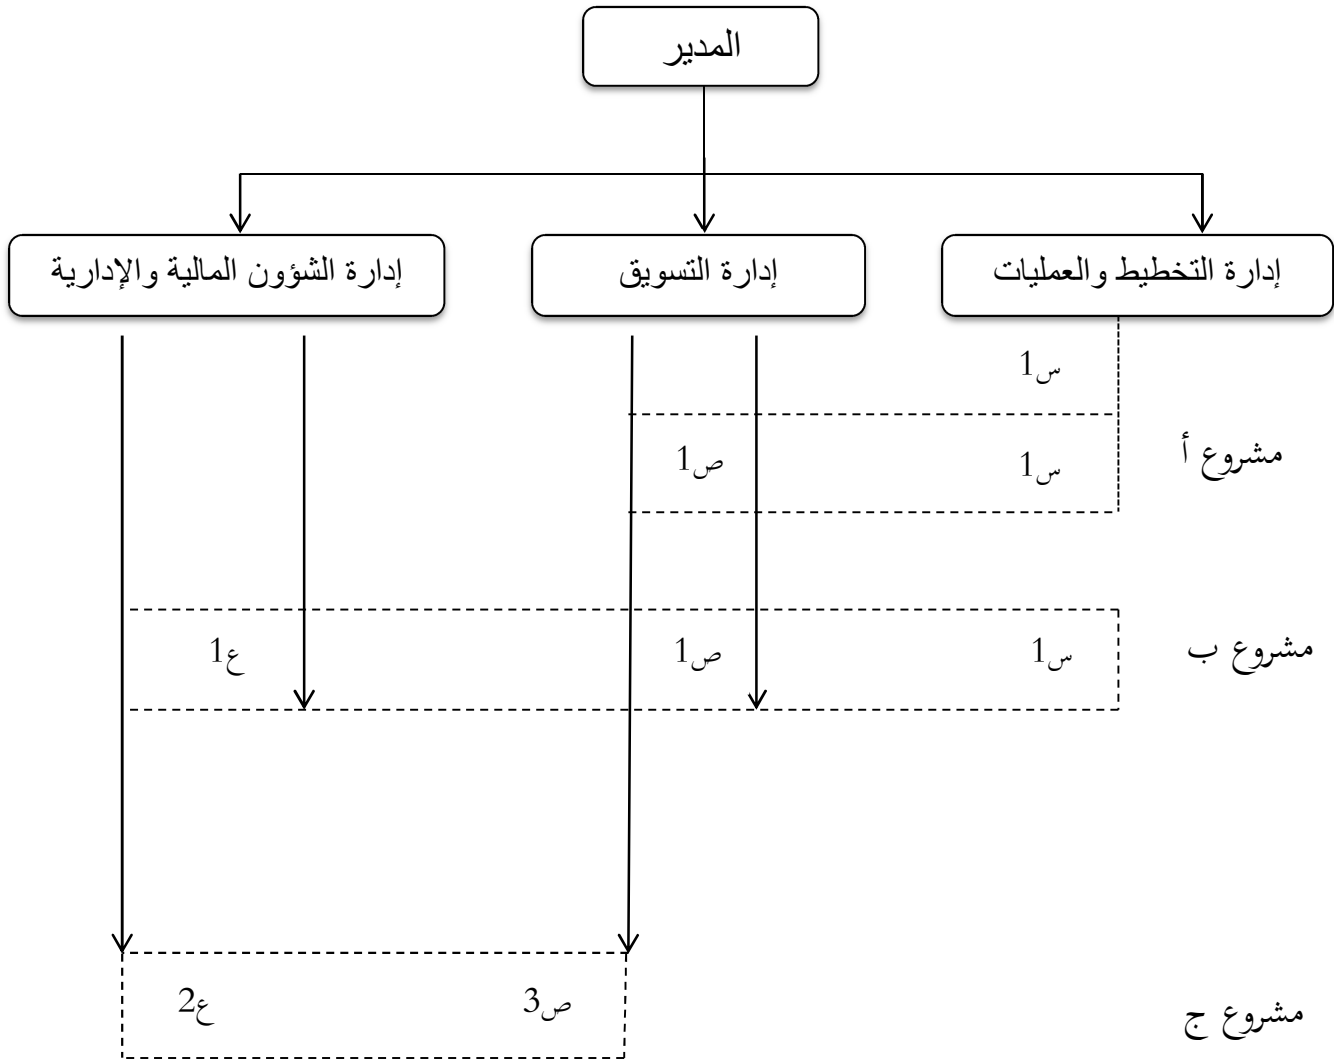 المدير
إدارة التخطيط والعمليات
إدارة التسويق
إدارة الشؤون المالية والإدارية
س1
مشروع أ
س1
ص1
مشروع ب
س1
ص1
ع1
مشروع ج
ص3
ع2